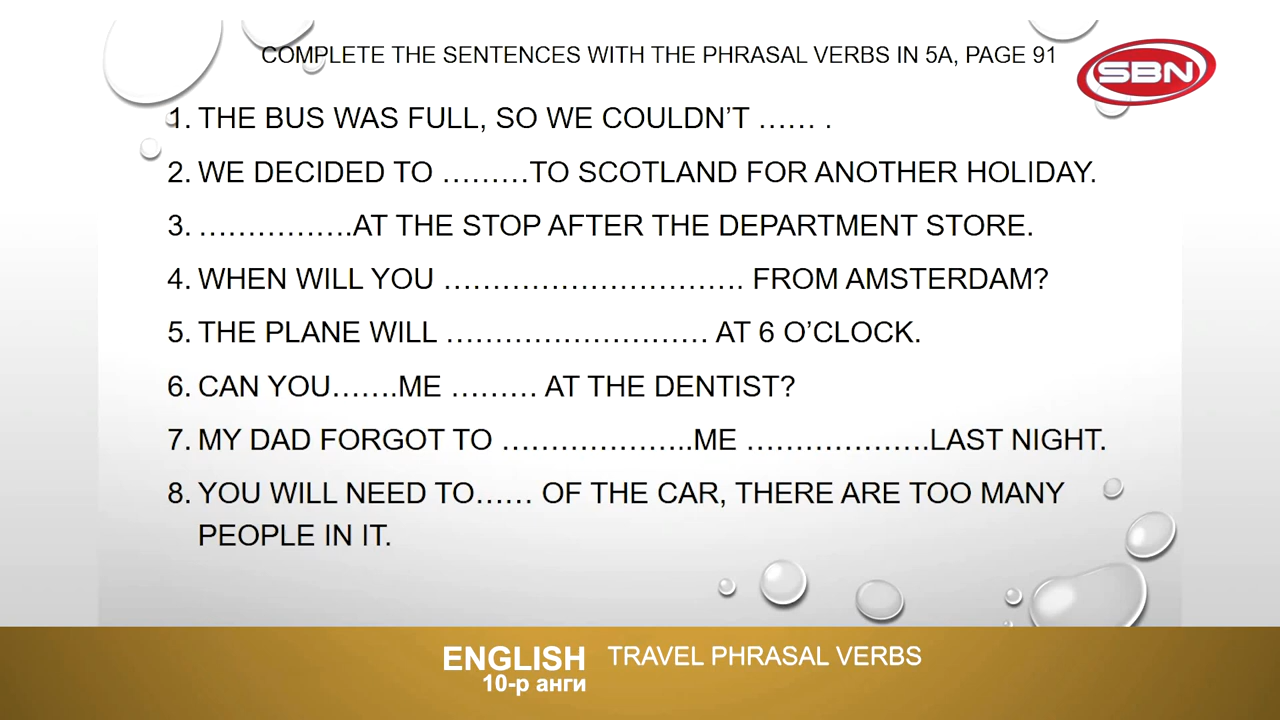 COMPLETE THE SENTENCES WITH THE PHRASAL VERBS IN 5A, PAGE 91
SBN
1. THE BUS WAS FULL, SO WE COULDN'T …... .
2. WE DECIDED TO ………TO SCOTLAND FOR ANOTHER HOLIDAY.
3. …………….AT THE STOP AFTER THE DEPARTMENT STORE.
4. WHEN WILL YOU …………………………. FROM AMSTERDAM?
5. THE PLANE WILL ……………………… AT 6 O'CLOCK.
6. CAN YOU…….ME ……… AT THE DENTIST?
7. MY DAD FORGOT TO ………………..ME ……………….LAST NIGHT.
8. YOU WILL NEED TO…… OF THE CAR, THERE ARE TOO MANY
PEOPLE IN IT.
ENGLISH TRAVEL PHRASAL VERBS
10-р анги